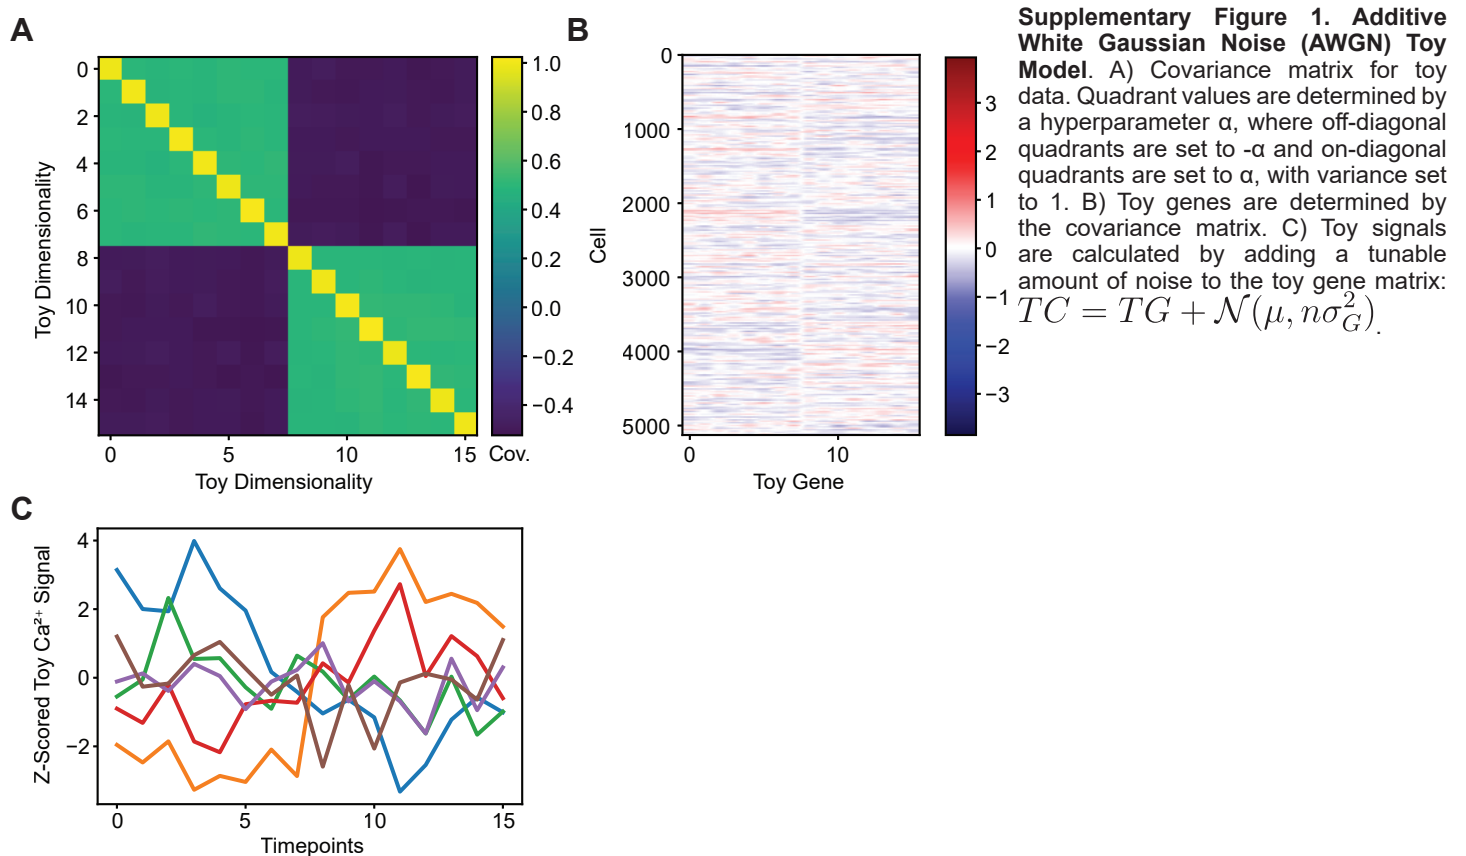 A
0
2
4
6
8
10
12
14
Toy Dimensionality
0
5
10
15
Toy Dimensionality
1.0
0.8
0.6
0.4
0.2
0.0
−0.2
−0.4
Cov.
B
0
1000
2000
3000
4000
5000
Cell
0
10
Toy Gene
3
2
1
0
−1
−2
−3
Supplementary Figure 1. Additive
White Gaussian Noise (AWGN) Toy
Model. A) Covariance matrix for toy
data. Quadrant values are determined by
a hyperparameter α, where off-diagonal
quadrants are set to -α and on-diagonal
quadrants are set to α, with variance set
to 1. B) Toy genes are determined by
the covariance matrix. C) Toy signals
are calculated by adding a tunable
amount of noise to the toy gene matrix:
TC = TG + 𝒩(μ, nσ_G^2).
C
4
2
0
−2
Z-Scored Toy Ca²⁺ Signal
0
5
10
15
Timepoints